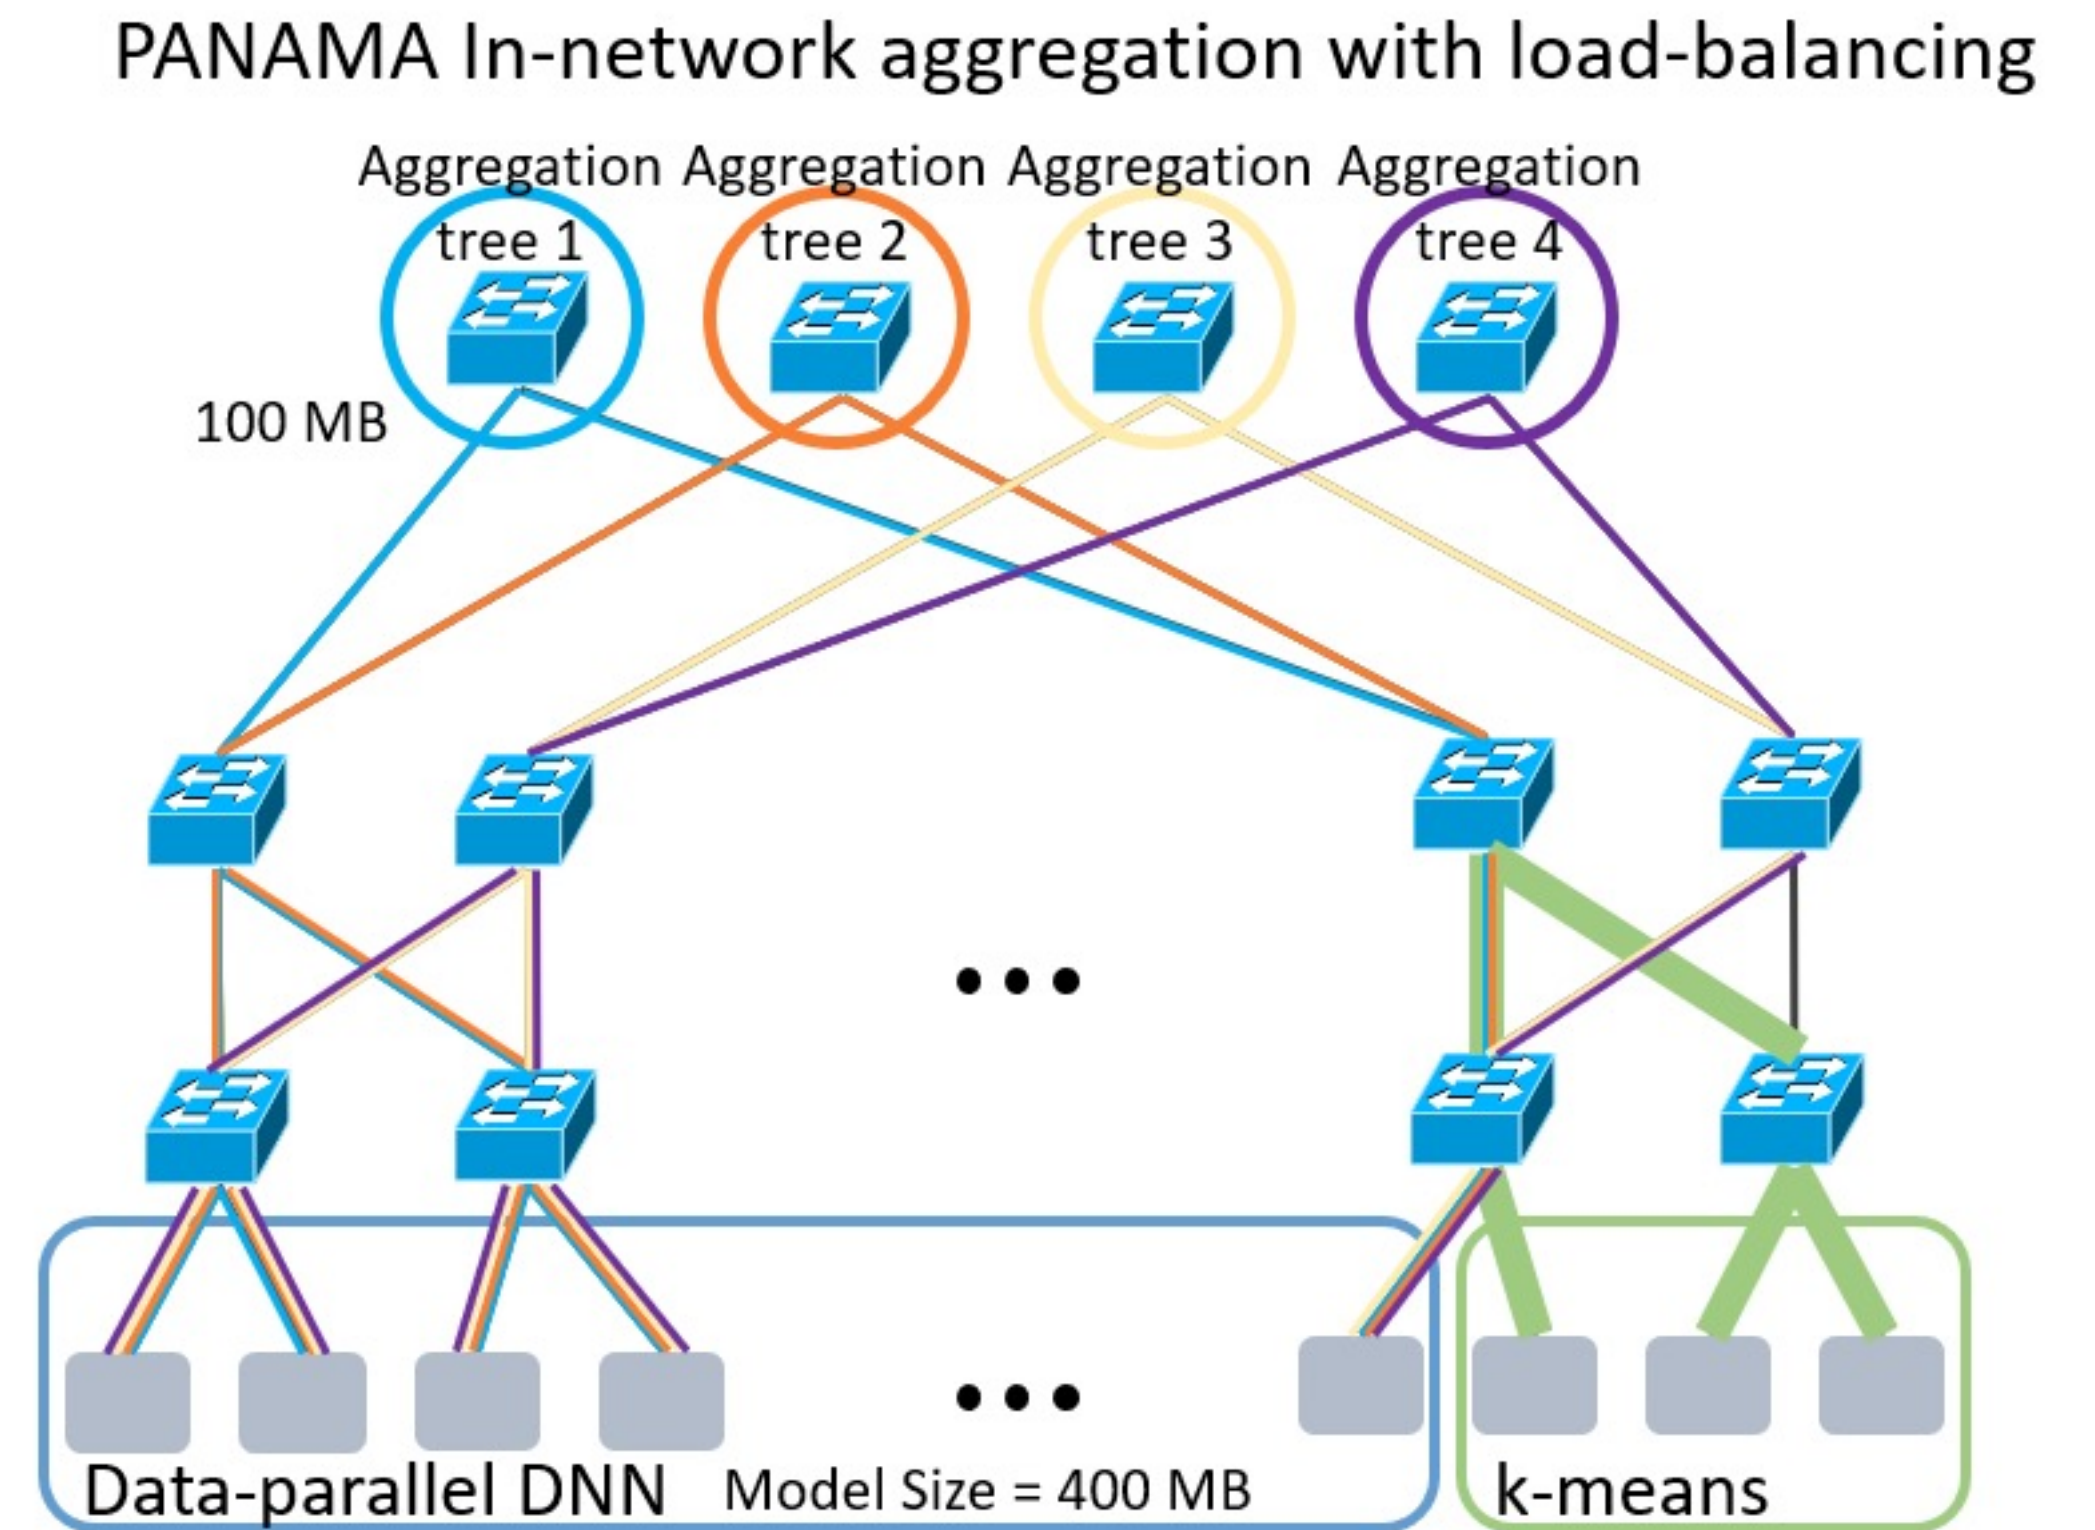 PANAMA In-network aggregation with load-balancing
Aggregation tree 1
Aggregation tree 2
Aggregation tree 3
Aggregation tree 4
100 MB
Data-parallel DNN
Model Size = 400 MB
k-means